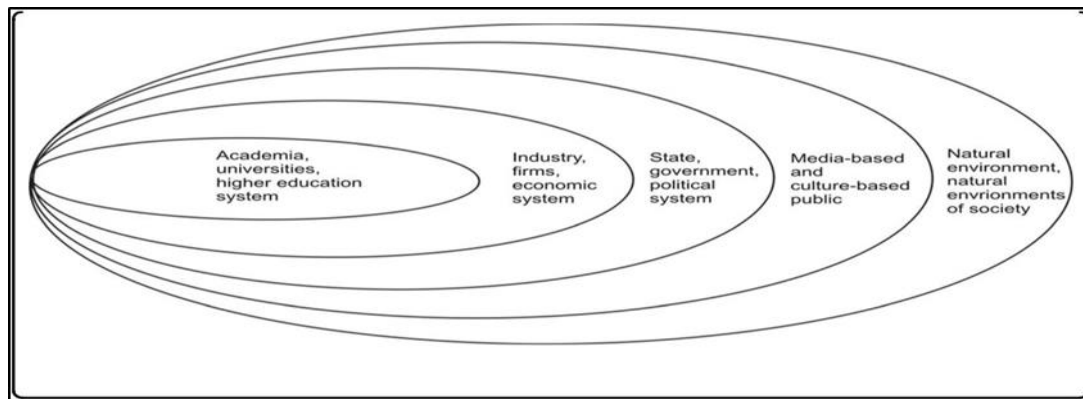 Academia,
universities,
higher education
system
Industry,
firms,
economic
system
State,
government,
political
system
Media-based
and
culture-based
public
Natural
environment,
natural
envrionments
of society